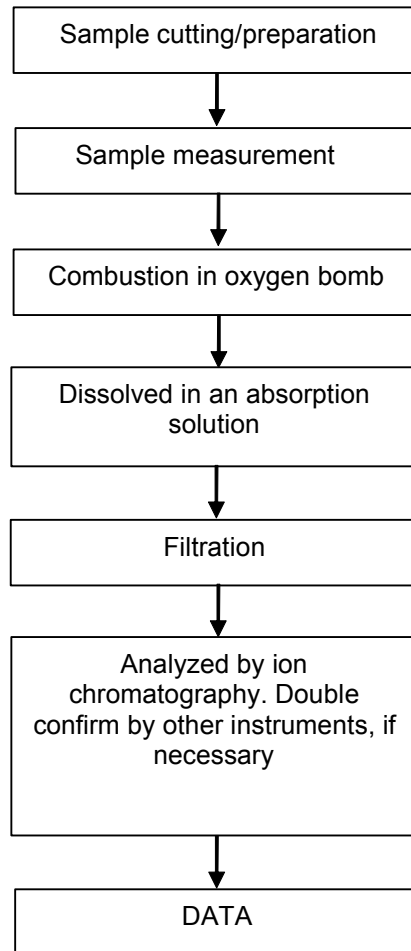 Sample cutting/preparation
Sample measurement
Combustion in oxygen bomb
Dissolved in an absorption
solution
Filtration
Analyzed by ion
chromatography. Double
confirm by other instruments, if
necessary
DATA